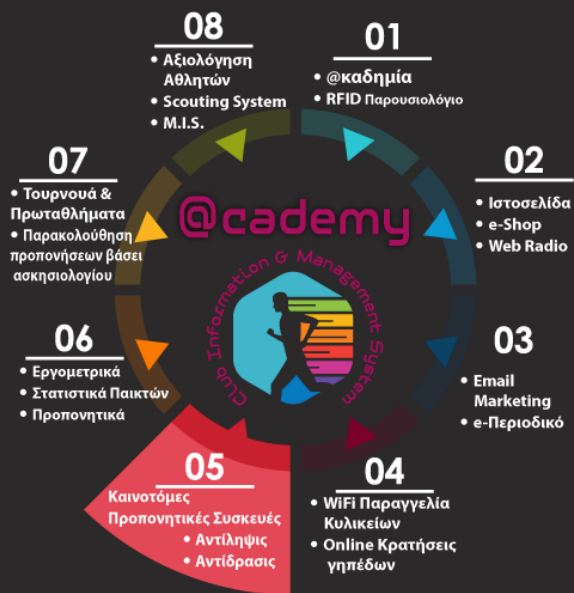 01
• @καδημία
• RFID Παρουσιολόγιο
02
• Ιστοσελίδα
• e-Shop
• Web Radio
03
• Email
Marketing
• e-Περιοδικό
04
• WiFi Παραγγελία
Κυλικείων
• Online Κρατήσεις
γηπέδων
05
Καινοτόμες
Προπονητικές Συσκευές
• Αντίληψις
• Αντίδρασις
06
• Εργομετρικά
• Στατιστικά Παικτών
• Προπονητικά
07
• Τουρνουά &
Πρωταθλήματα
• Παρακολούθηση
προπονήσεων βάσει
ασκησιολογίου
08
• Αξιολόγηση
Αθλητών
• Scouting System
• M.I.S.
@cademy
CLub Information & Management System